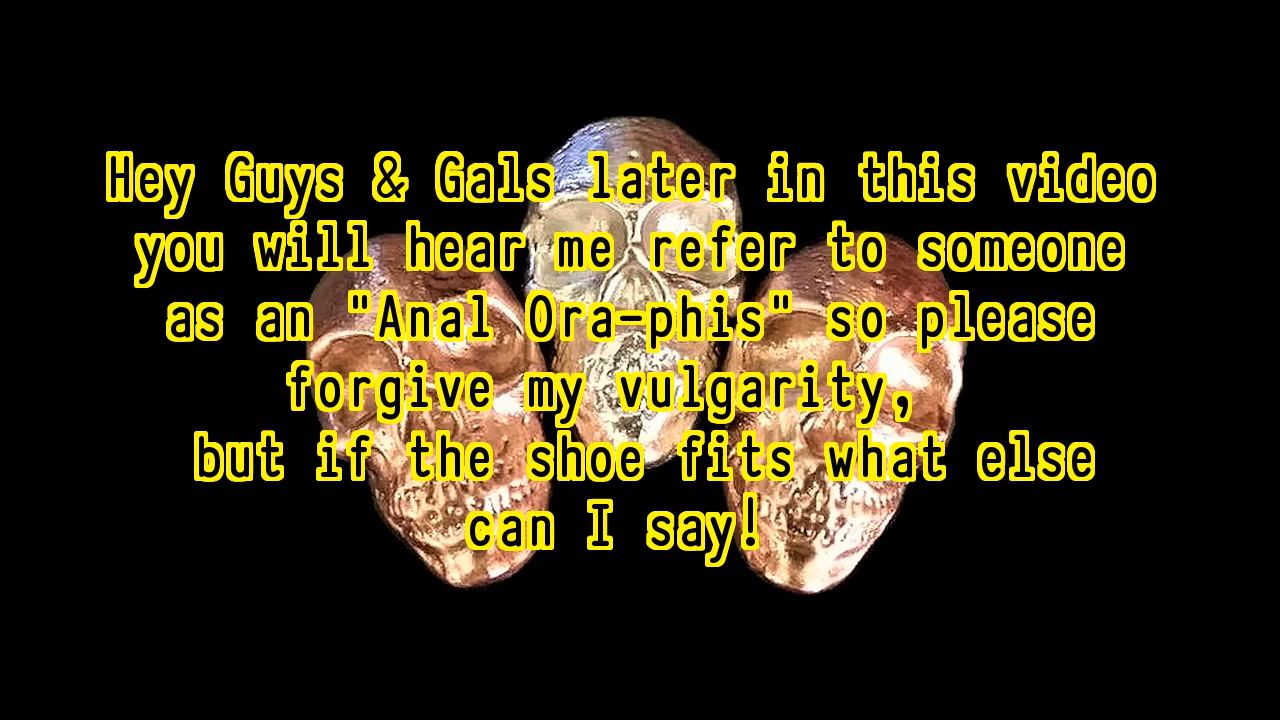 Hey Guys & Gals later in this video
you will hear me refer to someone
as an "Anal Ora-phis" so please
forgive my vulgarity,
but if the shoe fits what else
can I say!